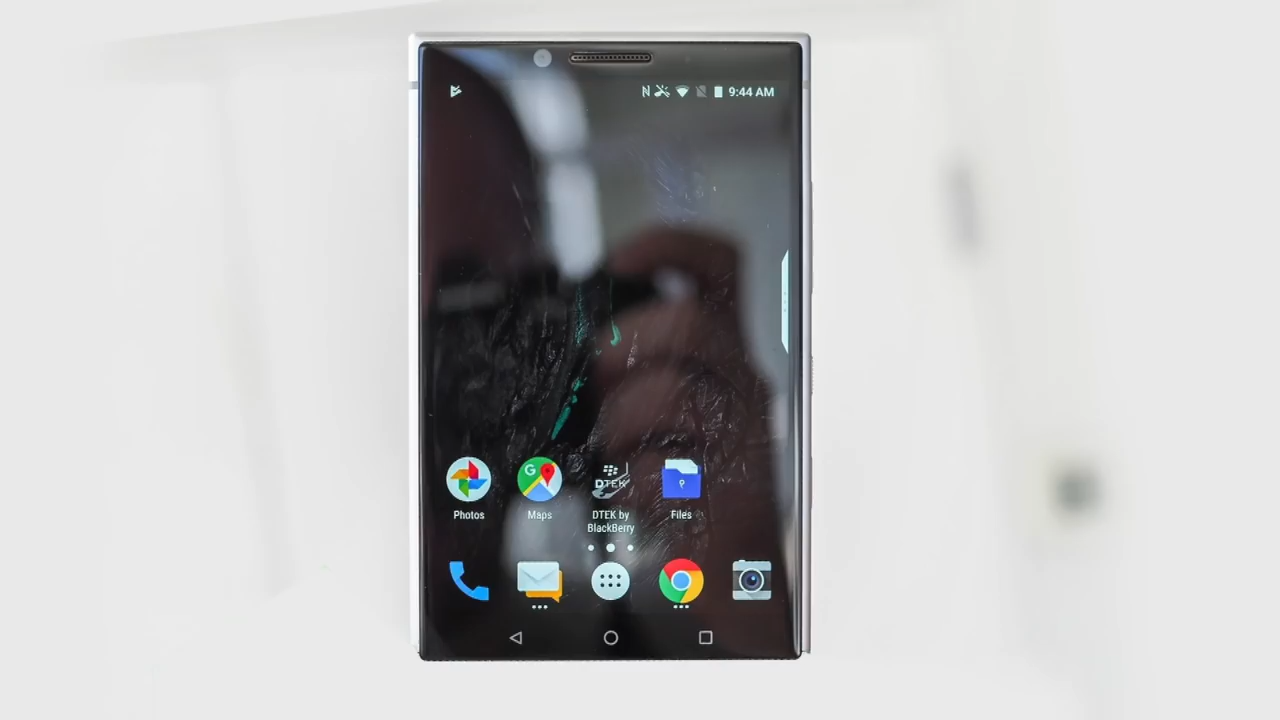 9:44 AM
G
DTEK
Photos
Maps
DTEK by
BlackBerry
Files